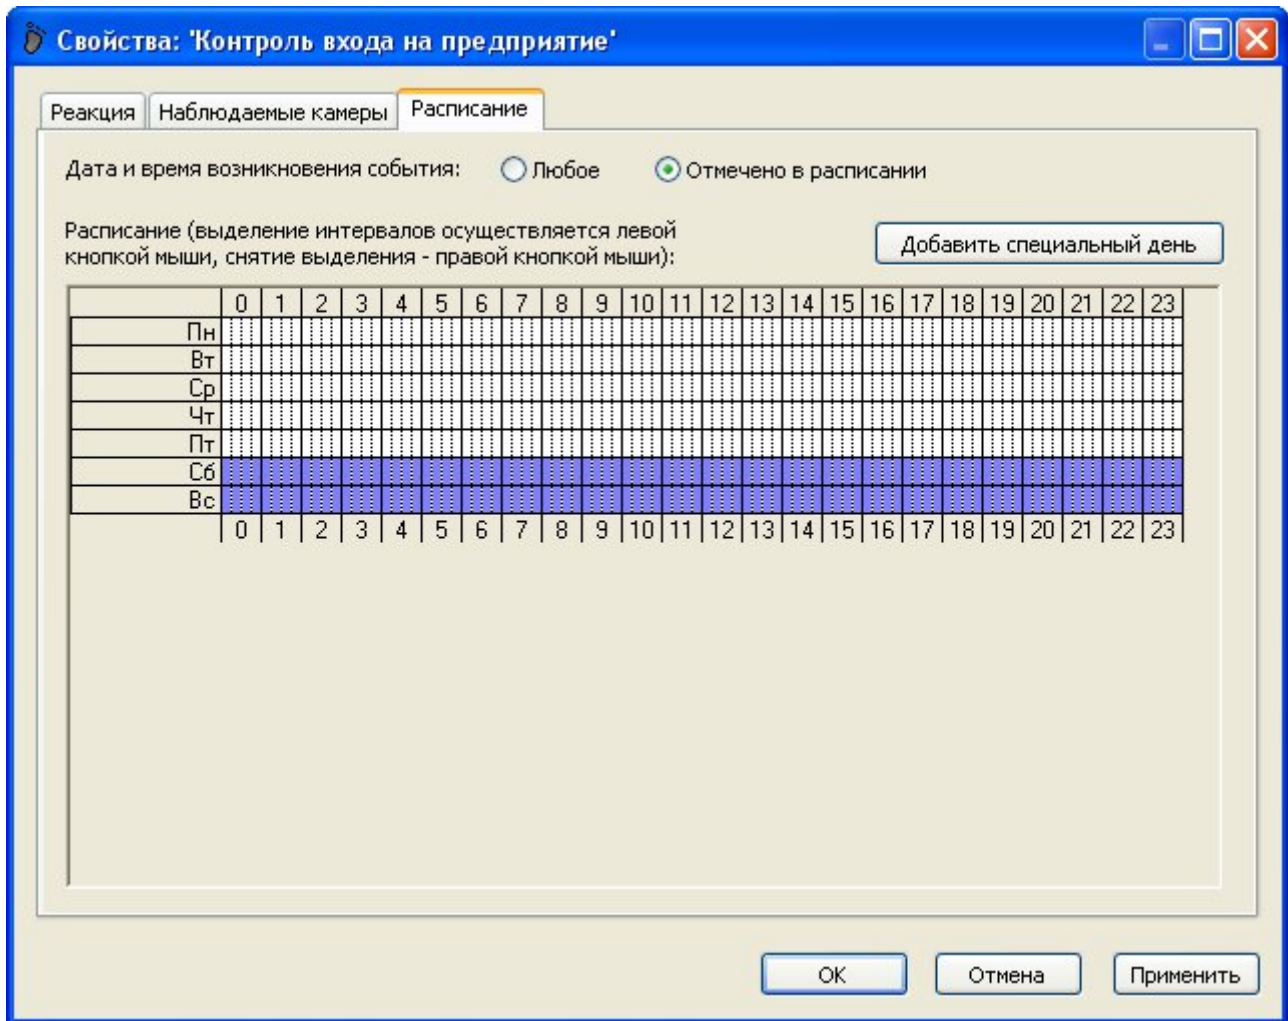 Свойства: 'Контроль входа на предприятие'
Реакция Наблюдаемые камеры Расписание
Дата и время возникновения события: Любое Отмечено в расписании
Расписание (выделение интервалов осуществляется левой
кнопкой мыши, снятие выделения - правой кнопкой мыши):
Добавить специальный день
0 1 2 3 4 5 6 7 8 9 10 11 12 13 14 15 16 17 18 19 20 21 22 23
Пн
Вт
Ср
Чт
Пт
Сб
Вс
0 1 2 3 4 5 6 7 8 9 10 11 12 13 14 15 16 17 18 19 20 21 22 23
ОК Отмена Применить